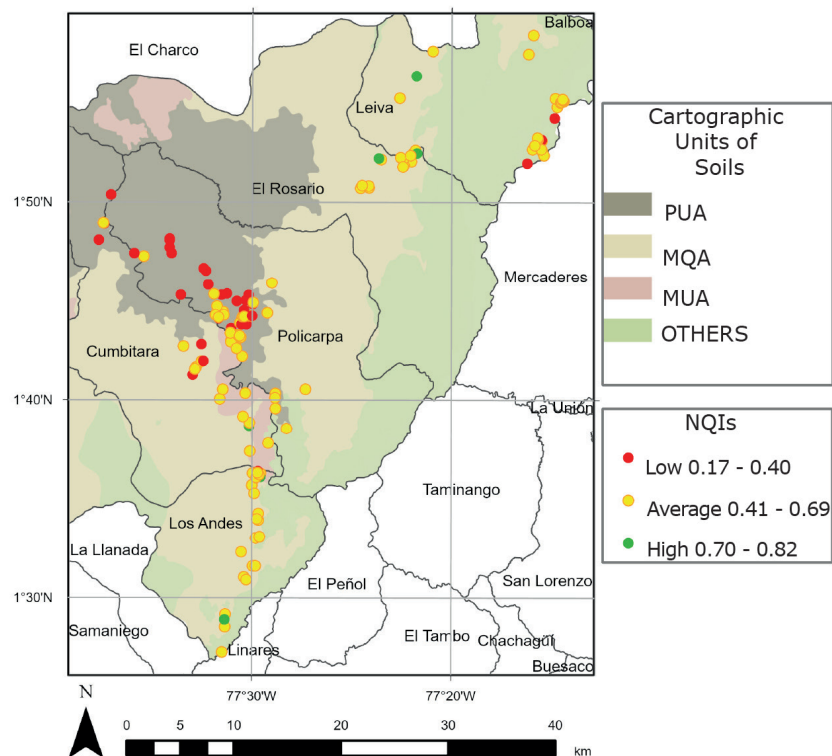 El Charco
Balboa
Leiva
El Rosario
1°50'N
Mercaderes
Policarpa
Cumbitara
1°40'N
La Unión
Taminango
Los Andes
La Llanada
El Peñol
San Lorenzo
1°30'N
Samaniego
El Tambo
Chachagüí
Linares
Buesaco
77°30'W
77°20'W
N
0 5 10 20 30 40
km
Cartographic
Units of
Soils
PUA
MQA
MUA
OTHERS
NQIs
Low 0.17 - 0.40
Average 0.41 - 0.69
High 0.70 - 0.82